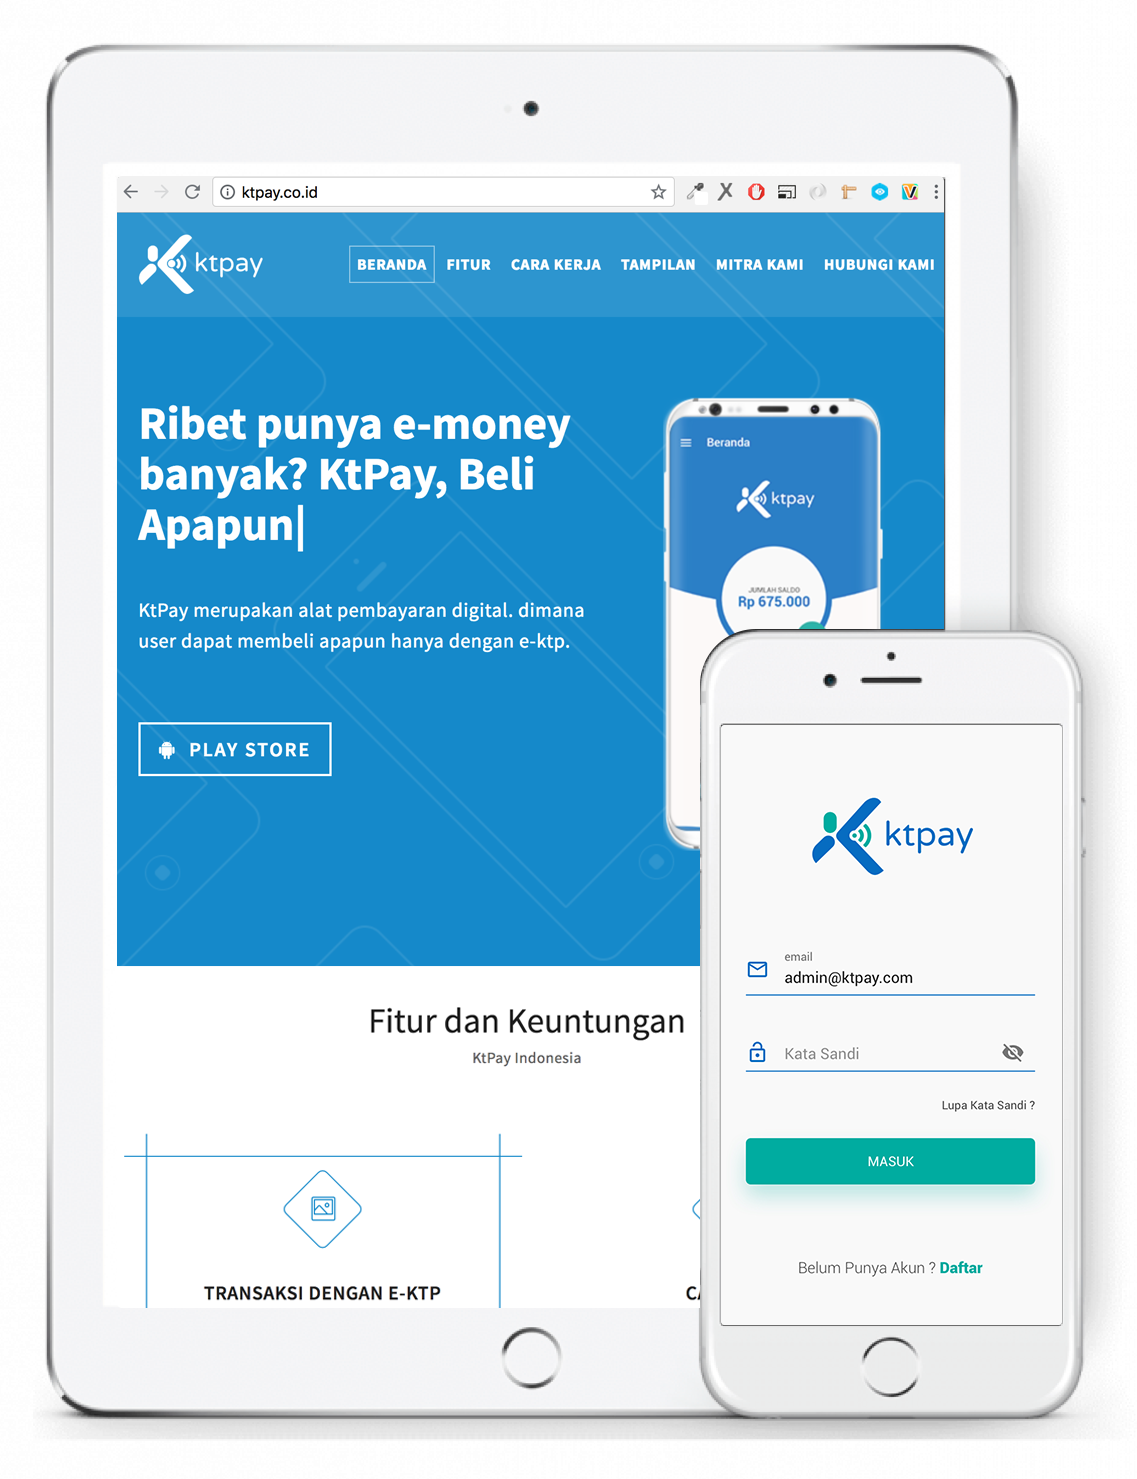 ktpay.co.id
ktpay
BERANDA FITUR CARA KERJA TAMPILAN MITRA KAMI HUBUNGI KAMI
Ribet punya e-money
banyak? KtPay, Beli
Apapun|
KtPay merupakan alat pembayaran digital. dimana
user dapat membeli apapun hanya dengan e-ktp.
PLAY STORE
Beranda
ktpay
JUMLAH SALDO
Rp 675.000
Fitur dan Keuntungan
KtPay Indonesia
TRANSAKSI DENGAN E-KTP
ktpay
email
admin@ktpay.com
Kata Sandi
Lupa Kata Sandi ?
MASUK
Belum Punya Akun ? Daftar